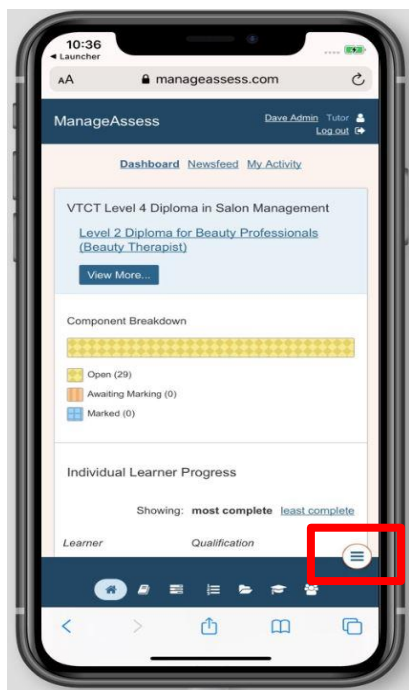 10:36
◀ Launcher
AA
manageassess.com
ManageAssess
Dave Admin Tutor
Log out
Dashboard Newsfeed My Activity
VTCT Level 4 Diploma in Salon Management
Level 2 Diploma for Beauty Professionals
(Beauty Therapist)
View More...
Component Breakdown
Open (29)
Awaiting Marking (0)
Marked (0)
Individual Learner Progress
Showing: most complete least complete
Learner Qualification